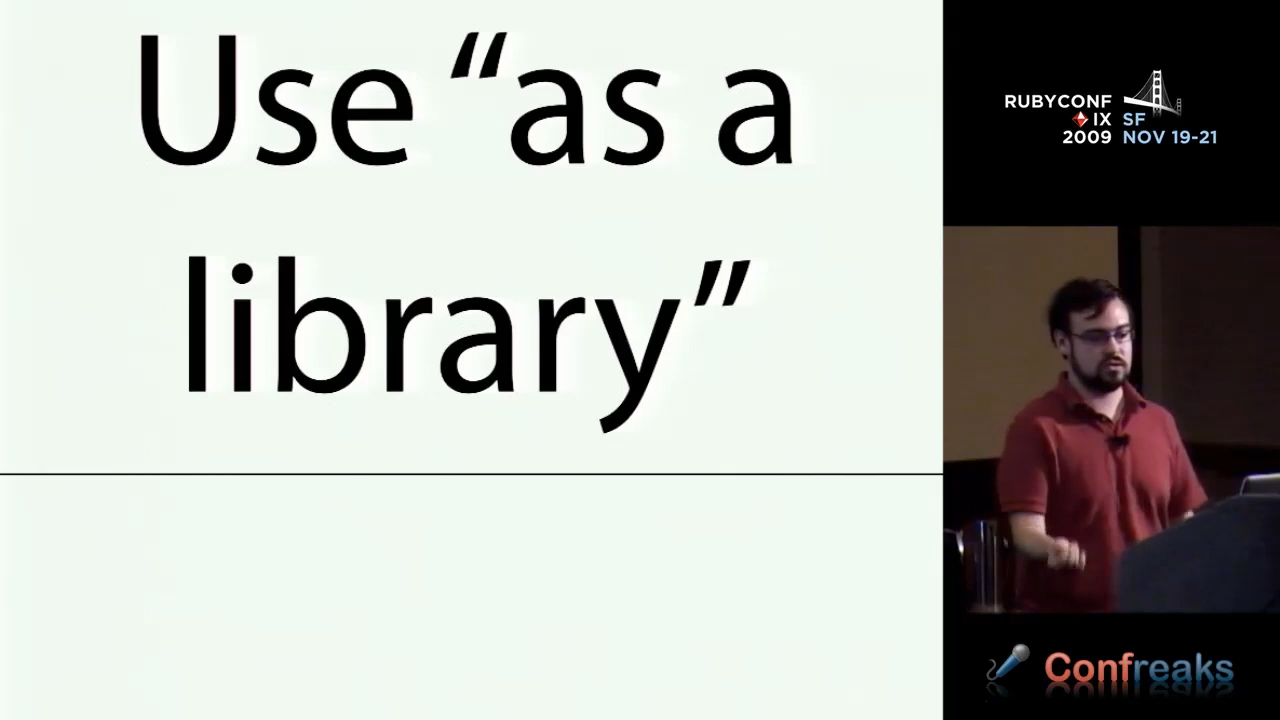 Use “as a
library”
RUBYCONF
IX SF
2009 NOV 19-21
Confreaks